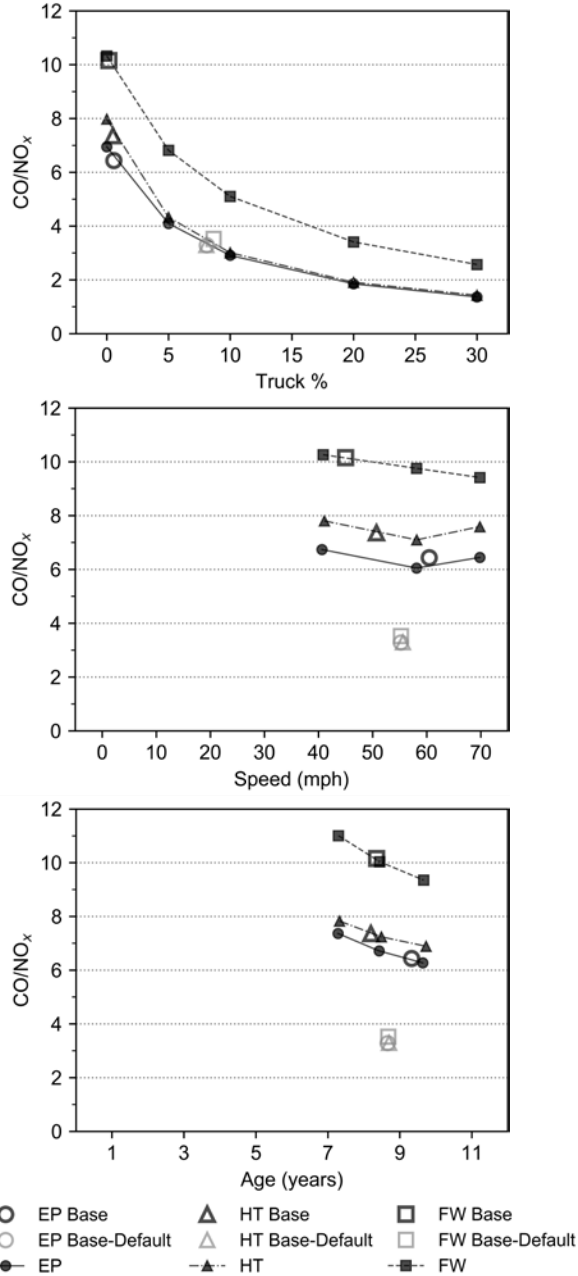 12
10
8
6
4
2
0
CO/NOx
0 5 10 15 20 25 30
Truck %
12
10
8
6
4
2
0
CO/NOx
0 10 20 30 40 50 60 70
Speed (mph)
12
10
8
6
4
2
0
CO/NOx
1 3 5 7 9 11
Age (years)
EP Base HT Base FW Base
EP Base-Default HT Base-Default FW Base-Default
EP HT FW